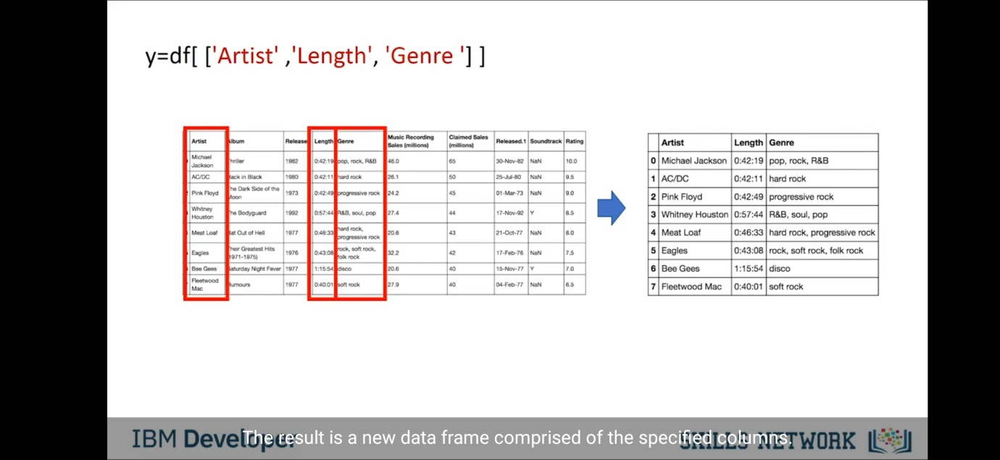 y=df[ ['Artist' ,'Length', 'Genre '] ]
Artist lbum Release Length Genre Music Recording Sales (millions) Claimed Sales (millions) Released.1 Soundtrack Rating
Michael Jackson hriller 1982 0:42:19 pop, rock, R&B 46.0 65 30-Nov-82 NaN 10.0
AC/DC ack in Black 1980 0:42:11 hard rock 26.1 50 25-Jul-80 NaN 9.5
Pink Floyd he Dark Side of the Moon 1973 0:42:49 progressive rock 24.2 45 01-Mar-73 NaN 9.0
Whitney Houston he Bodyguard 1992 0:57:44 R&B, soul, pop 27.4 44 17-Nov-92 Y 8.5
Meat Loaf at Out of Hell 1977 0:46:33 hard rock, progressive rock 20.6 43 21-Oct-77 NaN 8.0
Eagles heir Greatest Hits (1971-1975) 1976 0:43:08 rock, soft rock, folk rock 32.2 42 17-Feb-76 NaN 7.5
Bee Gees aturday Night Fever 1977 1:15:54 disco 20.6 40 15-Nov-77 Y 7.0
Fleetwood Mac umours 1977 0:40:01 soft rock 27.9 40 04-Feb-77 NaN 6.5
Artist Length Genre
0 Michael Jackson 0:42:19 pop, rock, R&B
1 AC/DC 0:42:11 hard rock
2 Pink Floyd 0:42:49 progressive rock
3 Whitney Houston 0:57:44 R&B, soul, pop
4 Meat Loaf 0:46:33 hard rock, progressive rock
5 Eagles 0:43:08 rock, soft rock, folk rock
6 Bee Gees 1:15:54 disco
7 Fleetwood Mac 0:40:01 soft rock
IBM Developer
The result is a new data frame comprised of the specified columns.
SKILLS NETWORK